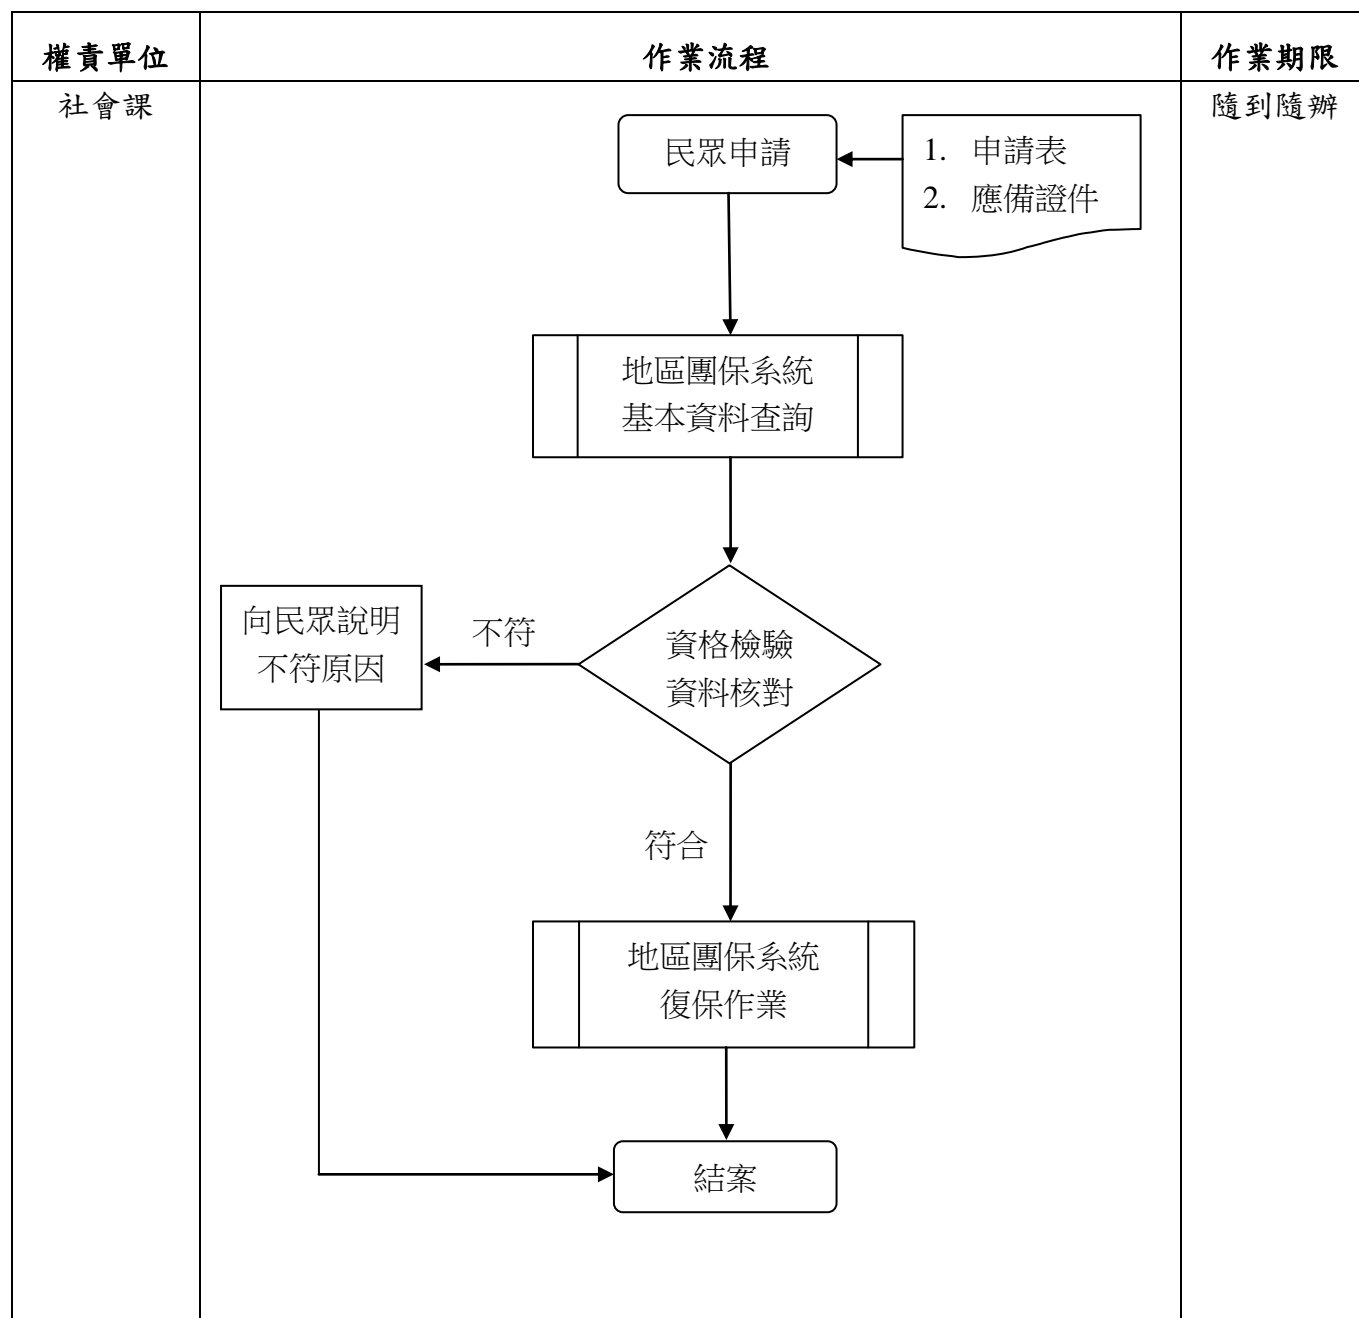 權責單位
作業流程
作業期限
社會課
隨到隨辦
民眾申請
1. 申請表
2. 應備證件
地區團保系統
基本資料查詢
資格檢驗
資料核對
不符
向民眾說明
不符原因
符合
地區團保系統
復保作業
結案